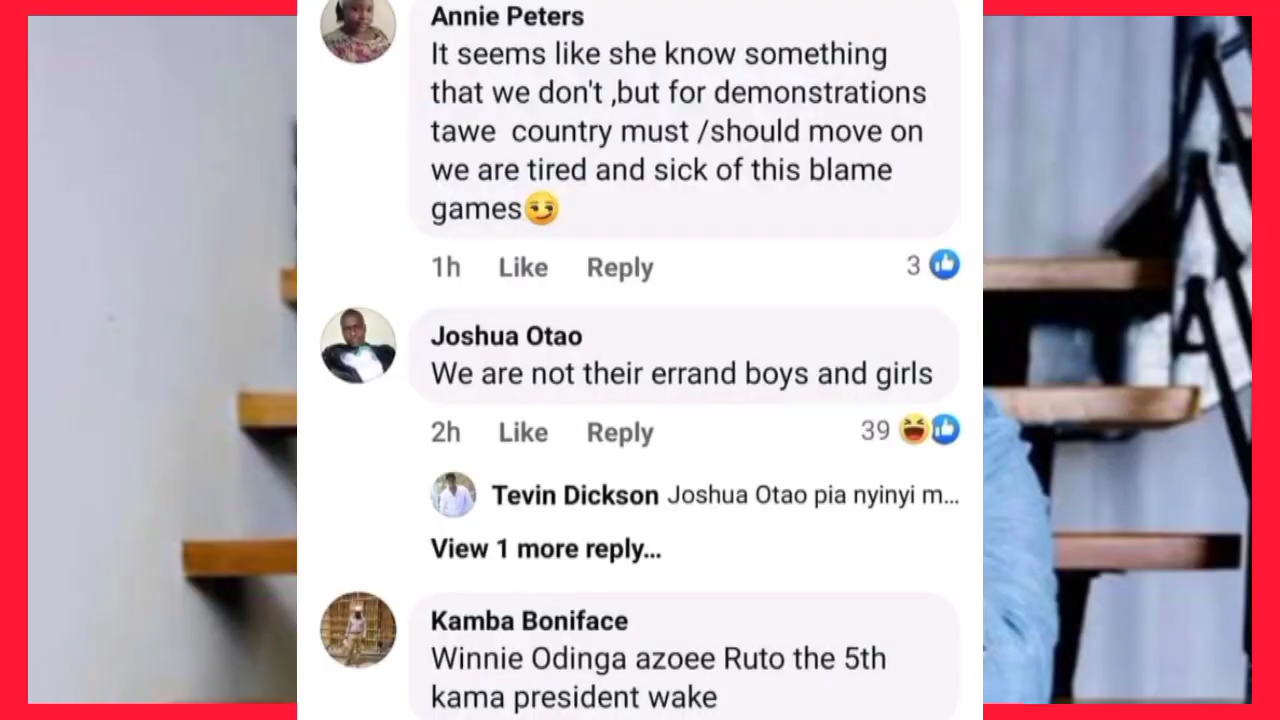 Annie Peters
It seems like she know something
that we don't ,but for demonstrations
tawe country must /should move on
we are tired and sick of this blame
games😏
1h Like Reply 3
Joshua Otao
We are not their errand boys and girls
2h Like Reply 39
Tevin Dickson Joshua Otao pia nyinyi m...
View 1 more reply...
Kamba Boniface
Winnie Odinga azoee Ruto the 5th
kama president wake